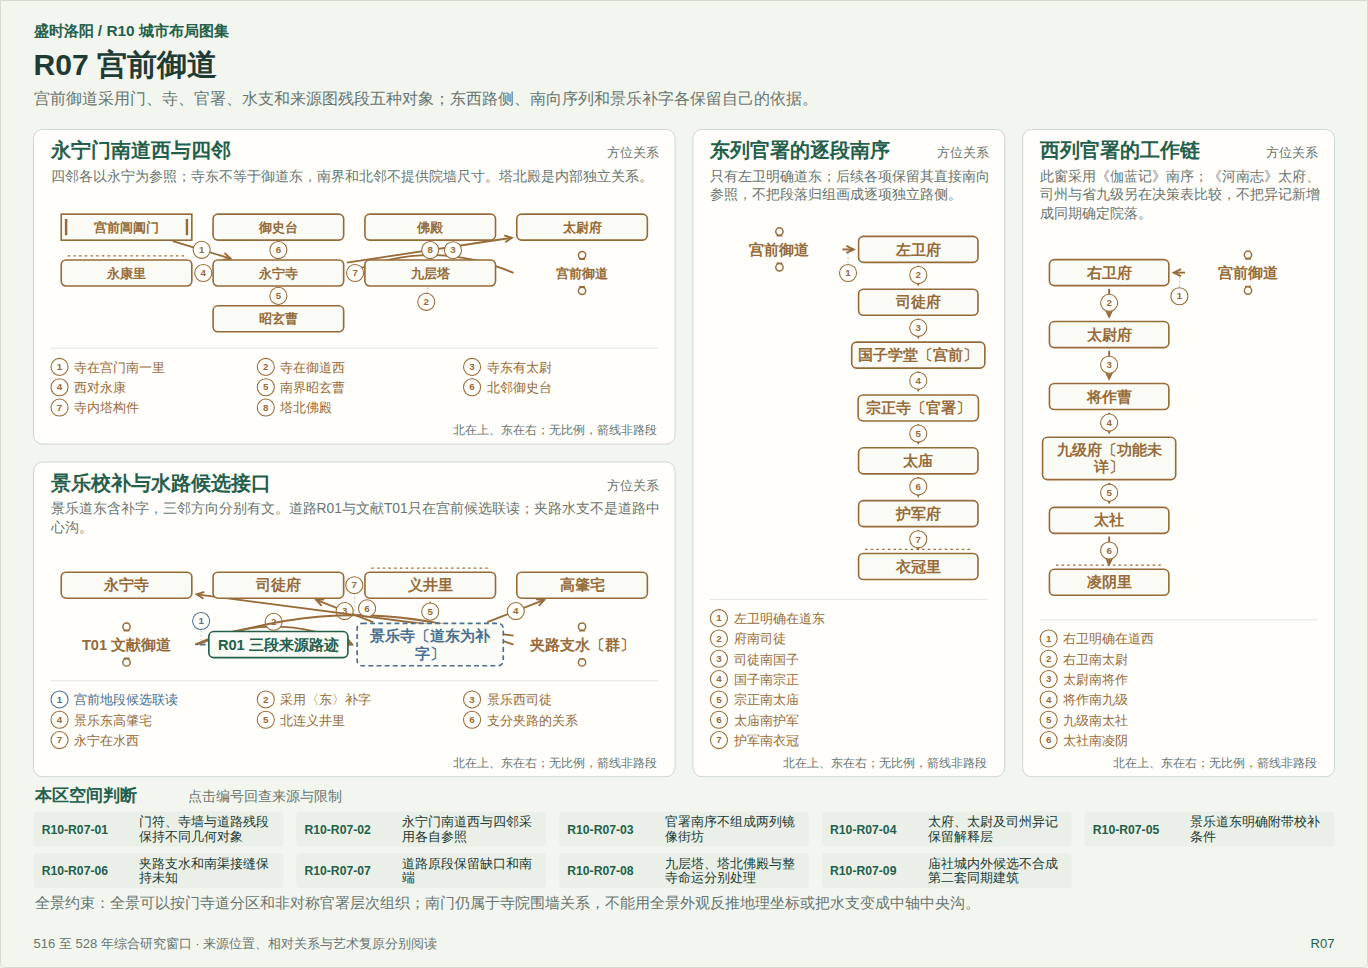 盛时洛阳 / R10 城市布局图集
R07 宫前御道
宫前御道采用门、寺、官署、水支和来源图残段五种对象；东西路侧、南向序列和景乐补字各保留自己的依据。
永宁门南道西与四邻
方位关系
四邻各以永宁为参照；寺东不等于御道东，南界和北邻不提供院墙尺寸。塔北殿是内部独立关系。
宫前阊阖门
御史台
佛殿
太尉府
1
6
8
3
永康里
4
永宁寺
7
九层塔
宫前御道
5
2
昭玄曹
1 寺在宫门南一里
2 寺在御道西
3 寺东有太尉
4 西对永康
5 南界昭玄曹
6 北邻御史台
7 寺内塔构件
8 塔北佛殿
北在上、东在右；无比例，箭线非路段
景乐校补与水路候选接口
方位关系
景乐道东含补字，三邻方向分别有文。道路R01与文献T01只在宫前候选联读；夹路支水不是道路中
心沟。
永宁寺
司徒府
7
义井里
高肇宅
1
2
3
6
5
4
T01 文献御道
R01 三段来源路迹
景乐寺〔道东为补
字〕
夹路支水〔群〕
1 宫前地段候选联读
2 采用〈东〉补字
3 景乐西司徒
4 景乐东高肇宅
5 北连义井里
6 支分夹路的关系
7 永宁在水西
北在上、东在右；无比例，箭线非路段
东列官署的逐段南序
方位关系
只有左卫明确道东；后续各项保留其直接南向
参照，不把段落归组画成逐项独立路侧。
宫前御道
左卫府
1
2
司徒府
3
国子学堂〔宫前〕
4
宗正寺〔官署〕
5
太庙
6
护军府
7
衣冠里
1 左卫明确在道东
2 府南司徒
3 司徒南国子
4 国子南宗正
5 宗正南太庙
6 太庙南护军
7 护军南衣冠
北在上、东在右；无比例，箭线非路段
西列官署的工作链
方位关系
此窗采用《伽蓝记》南序；《河南志》太府、
司州与省九级另在决策表比较，不把异记新增
成同期确定院落。
右卫府
宫前御道
1
2
太尉府
3
将作曹
4
九级府〔功能未
详〕
5
太社
6
凌阴里
1 右卫明确在道西
2 右卫南太尉
3 太尉南将作
4 将作南九级
5 九级南太社
6 太社南凌阴
北在上、东在右；无比例，箭线非路段
本区空间判断
点击编号回查来源与限制
R10-R07-01
门符、寺墙与道路残段
保持不同几何对象
R10-R07-02
永宁门南道西与四邻采
用各自参照
R10-R07-03
官署南序不组成两列镜
像街坊
R10-R07-04
太府、太尉及司州异记
保留解释层
R10-R07-05
景乐道东明确附带校补
条件
R10-R07-06
夹路支水和南渠接缝保
持未知
R10-R07-07
道路原段保留缺口和南
端
R10-R07-08
九层塔、塔北佛殿与整
寺命运分别处理
R10-R07-09
庙社城内外候选不合成
第二套同期建筑
全景约束：全景可以按门寺道分区和非对称官署层次组织；南门仍属于寺院围墙关系，不能用全景外观反推地理坐标或把水支变成中轴中央沟。
516 至 528 年综合研究窗口 · 来源位置、相对关系与艺术复原分别阅读
R07